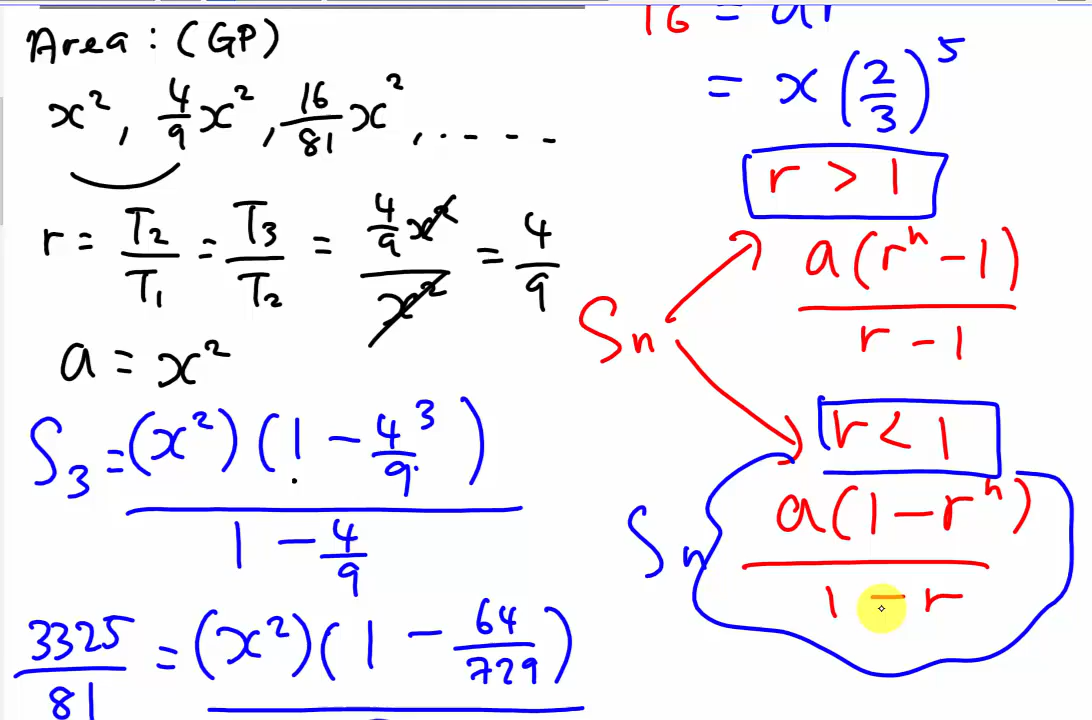 Area : (GP)
x², 4/9 x², 16/81 x², .....
r = T₂/T₁ = T₃/T₂ = 4/9 x²/x² = 4/9
a = x²
S₃ = (x²)(1 - 4/9³)/(1 - 4/9)
3325/81 = (x²)(1 - 64/729)
16 = ar
= x(2/3)⁵
r > 1
Sn
a(rⁿ - 1)/(r - 1)
r < 1
Sn
a(1 - rⁿ)/(1 - r)